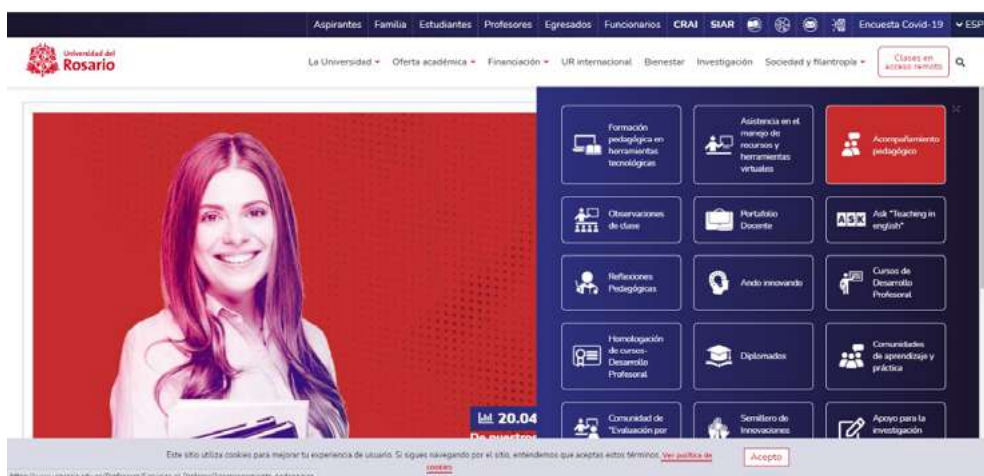 Aspirantes Familia Estudiantes Profesores Egresados Funcionarios CRAI SIAR Encuesta Covid-19 ESP
Universidad del
Rosario
La Universidad Oferta académica Financiación UR internacional Bienestar Investigación Sociedad y filantropía
Clases en
acceso remoto
Formación
pedagógica en
herramientas
tecnológicas
Asistencia en el
manejo de
recursos y
herramientas
virtuales
Acompañamiento
pedagógico
Observaciones
de clase
Portafolio
Docente
ASK
Ask "Teaching in
english"
Reflexiones
Pedagógicas
Ando innovando
Cursos de
Desarrollo
Profesoral
Homologación
de cursos-
Desarrollo
Profesoral
Diplomados
Comunidades
de aprendizaje y
práctica
Comunidad de
"Evaluación por
Semillero de
Innovaciones
Apoyo para la
investigación
20.04
De nuestros
Este sitio utiliza cookies para mejorar tu experiencia de usuario. Si sigues navegando por el sitio, entendemos que aceptas estos términos. Ver política de
cookies
Acepto